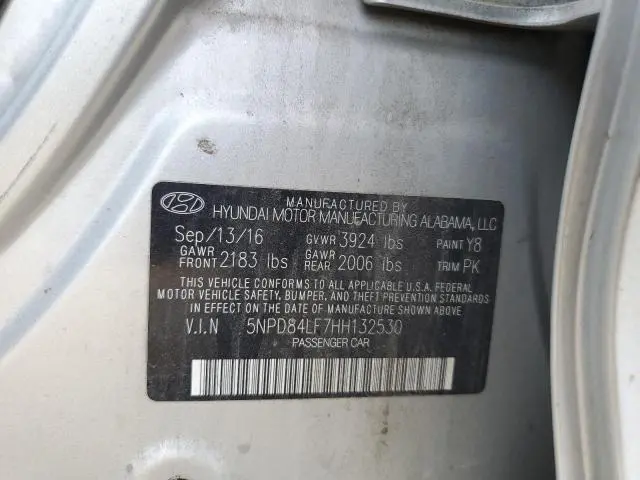 MANUFACTURED BY
HYUNDAI MOTOR MANUFACTURING ALABAMA, LLC
Sep/13/16 GVWR 3924 lbs PAINT Y8
GAWR FRONT 2183 lbs GAWR REAR 2006 lbs TRIM PK
THIS VEHICLE CONFORMS TO ALL APPLICABLE U.S.A. FEDERAL
MOTOR VEHICLE SAFETY, BUMPER, AND THEFT PREVENTION STANDARDS
IN EFFECT ON THE DATE OF MANUFACTURE SHOWN ABOVE.
V.I.N 5NPD84LF7HH132530
PASSENGER CAR